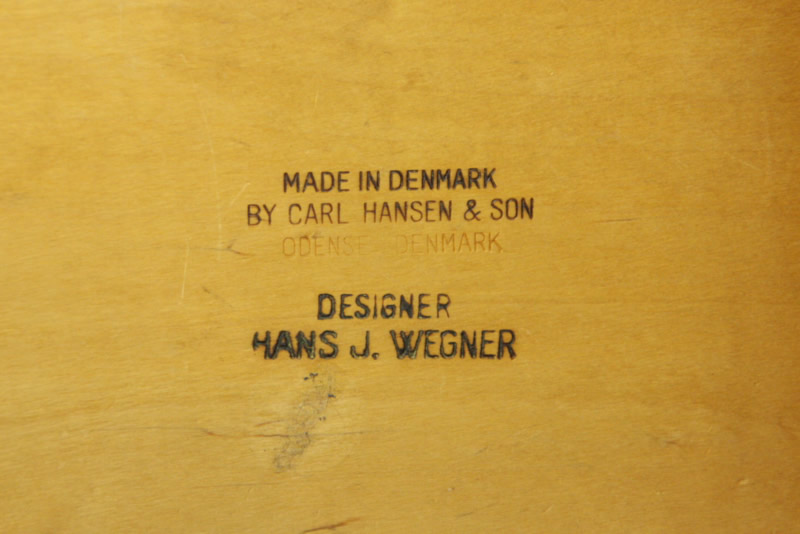 MADE IN DENMARK
BY CARL HANSEN & SON
ODENSE DENMARK
DESIGNER
HANS J. WEGNER